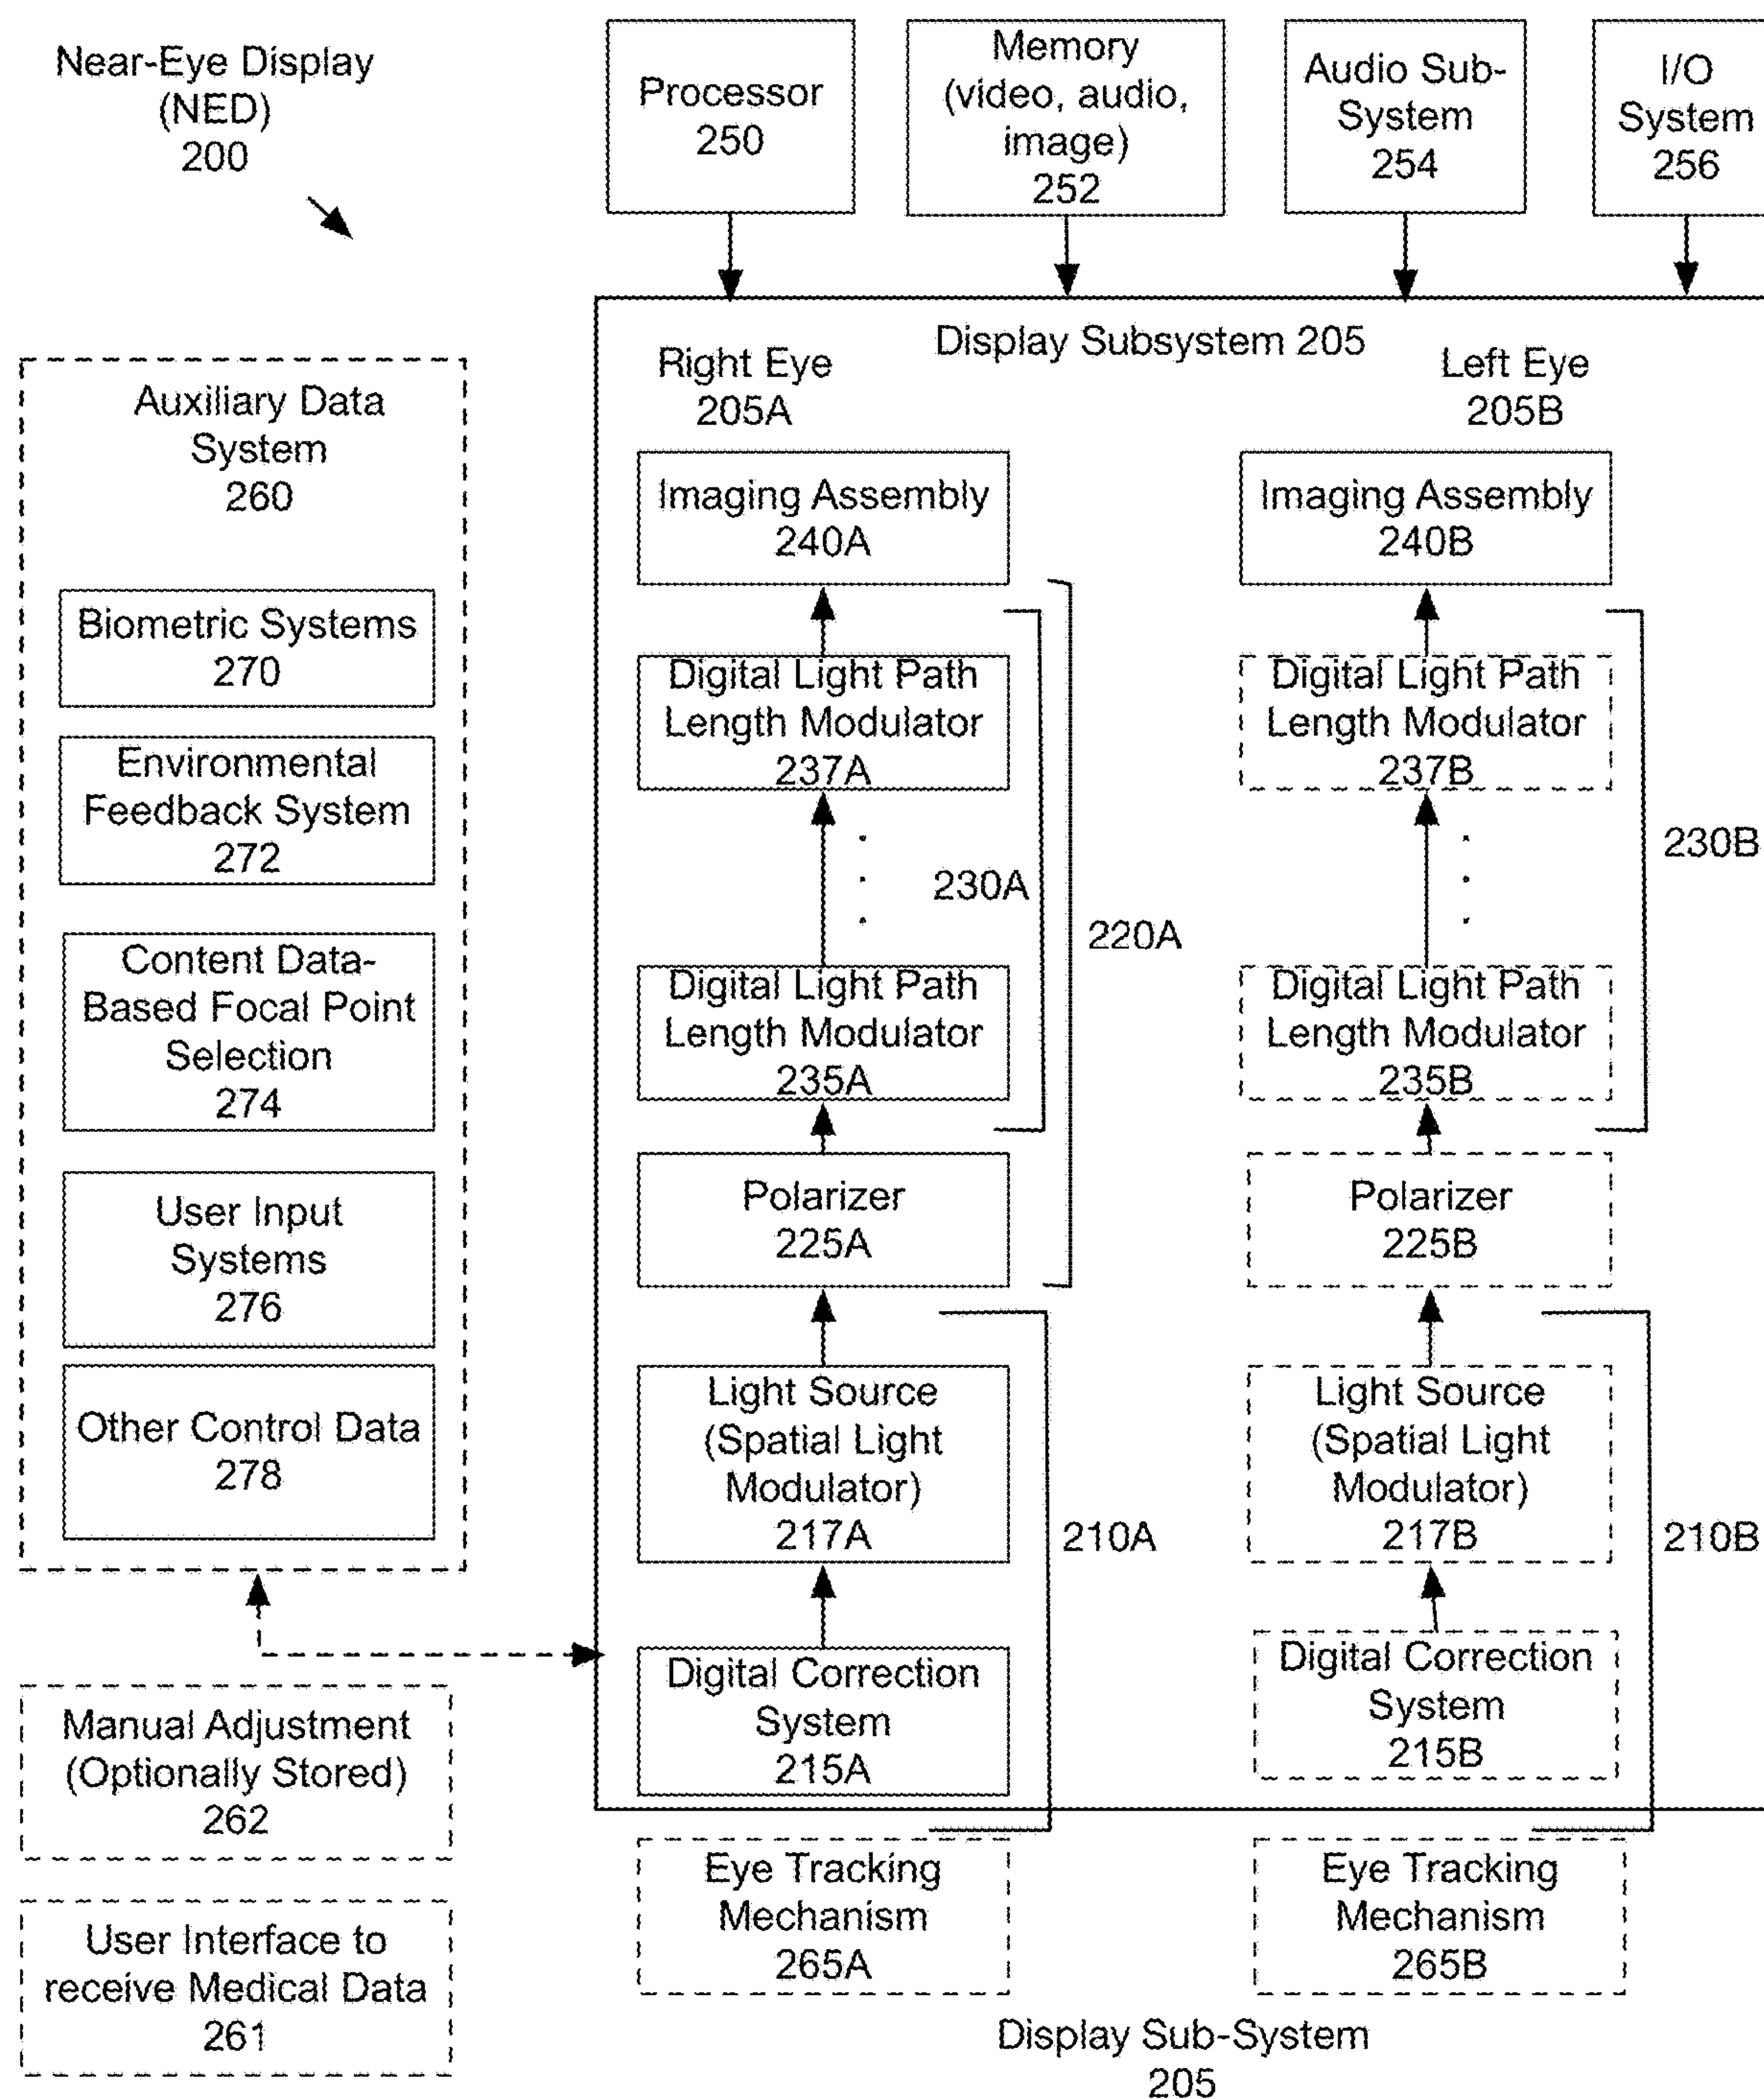 Near-Eye Display
(NED)
200
Processor
250
Memory
(video, audio,
image)
252
Audio Sub-
System
254
I/O
System
256
Display Subsystem 205
Right Eye
205A
Left Eye
205B
Auxiliary Data
System
260
Biometric Systems
270
Environmental
Feedback System
272
Content Data-
Based Focal Point
Selection
274
User Input
Systems
276
Other Control Data
278
Manual Adjustment
(Optionally Stored)
262
User Interface to
receive Medical Data
261
Imaging Assembly
240A
Digital Light Path
Length Modulator
237A
230A
220A
Digital Light Path
Length Modulator
235A
Polarizer
225A
Light Source
(Spatial Light
Modulator)
217A
210A
Digital Correction
System
215A
Eye Tracking
Mechanism
265A
Imaging Assembly
240B
Digital Light Path
Length Modulator
237B
230B
Digital Light Path
Length Modulator
235B
Polarizer
225B
Light Source
(Spatial Light
Modulator)
217B
210B
Digital Correction
System
215B
Eye Tracking
Mechanism
265B
Display Sub-System
205